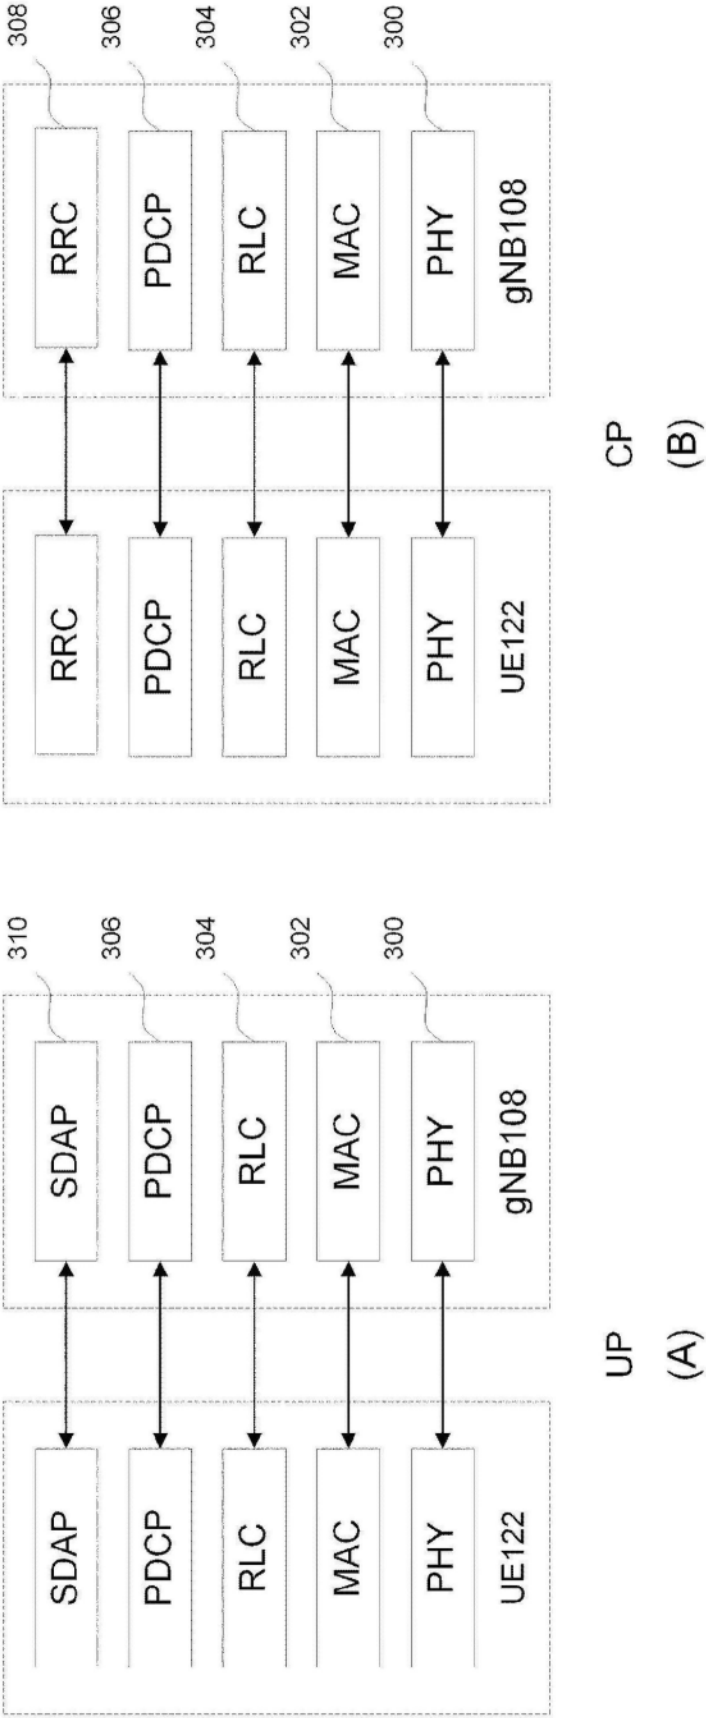 310
306
304
302
300
SDAP SDAP
PDCP PDCP
RLC RLC
MAC MAC
PHY PHY
UE122 gNB108
UP
(A)
308
306
304
302
300
RRC RRC
PDCP PDCP
RLC RLC
MAC MAC
PHY PHY
UE122 gNB108
CP
(B)